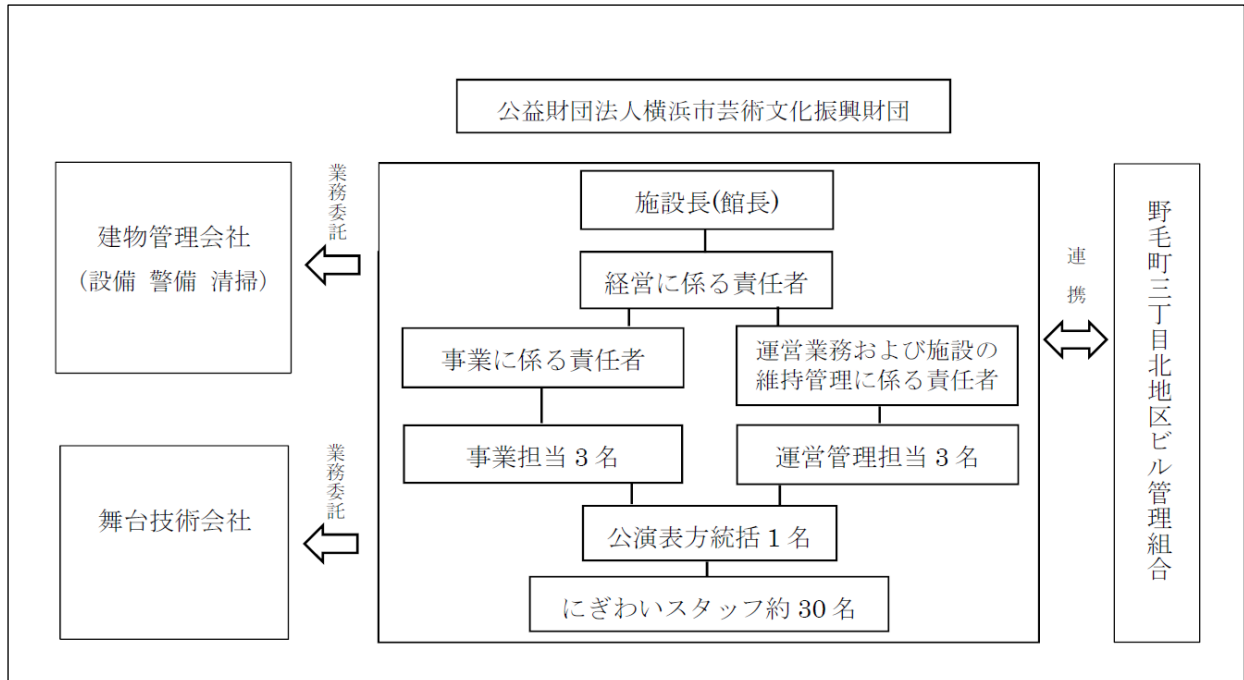 公益財団法人横浜市芸術文化振興財団
業務委託
建物管理会社
（設備 警備 清掃）
施設長(館長)
経営に係る責任者
事業に係る責任者
運営業務および施設の
維持管理に係る責任者
事業担当 3 名
運営管理担当 3 名
公演表方統括 1 名
にぎわいスタッフ約 30 名
業務委託
舞台技術会社
連携
野毛町三丁目北地区ビル管理組合